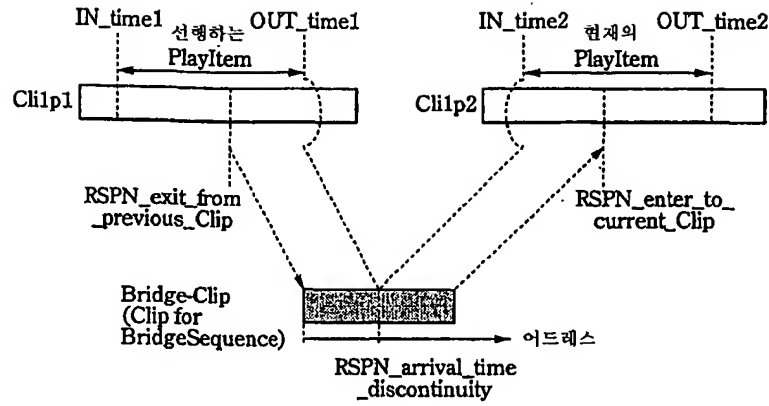 IN_time1
선행하는
OUT_time1
PlayItem
Cli1p1
IN_time2
현재의
OUT_time2
PlayItem
Cli1p2
RSPN_exit_from
_previous_Clip
RSPN_enter_to_
current_Clip
Bridge-Clip
(Clip for
BridgeSequence)
어드레스
RSPN_arrival_time
_discontinuity